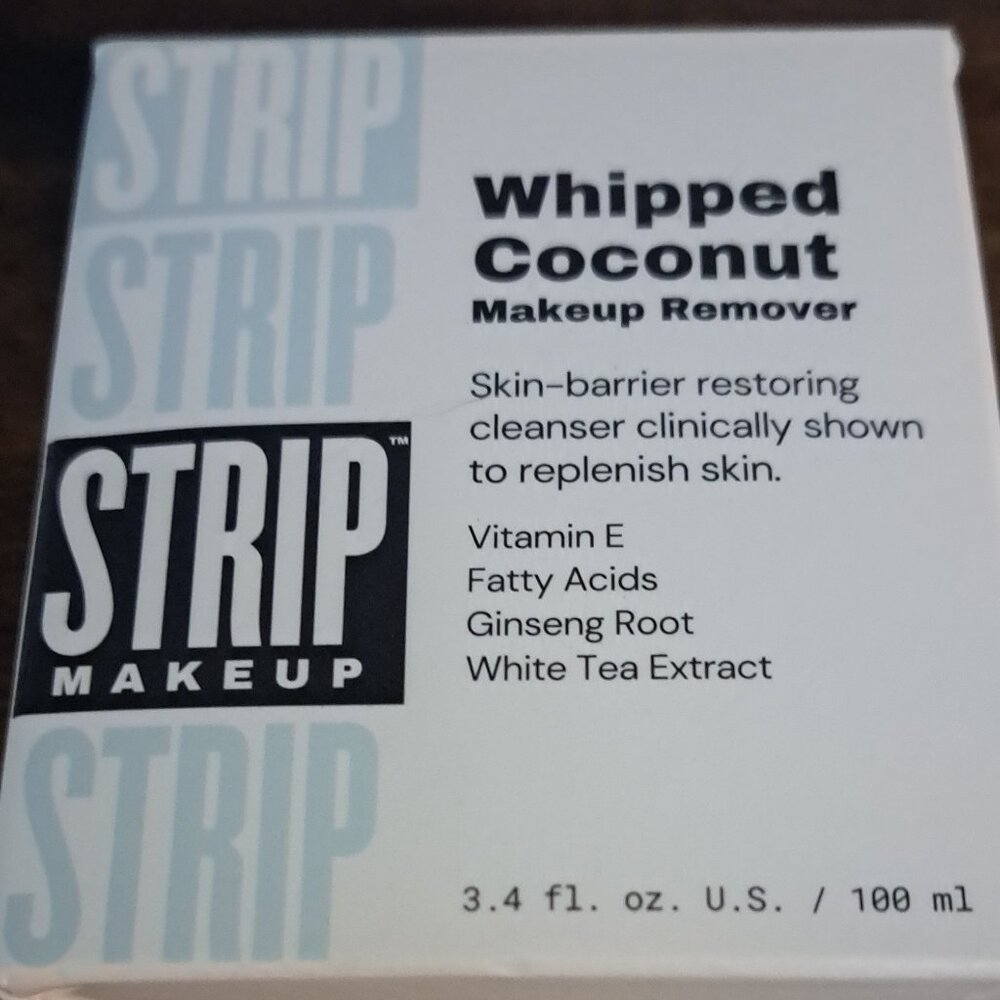 STRIP
STRIP
STRIP™
MAKEUP
STRIP
Whipped
Coconut
Makeup Remover
Skin-barrier restoring
cleanser clinically shown
to replenish skin.
Vitamin E
Fatty Acids
Ginseng Root
White Tea Extract
3.4 fl. oz. U.S. / 100 ml